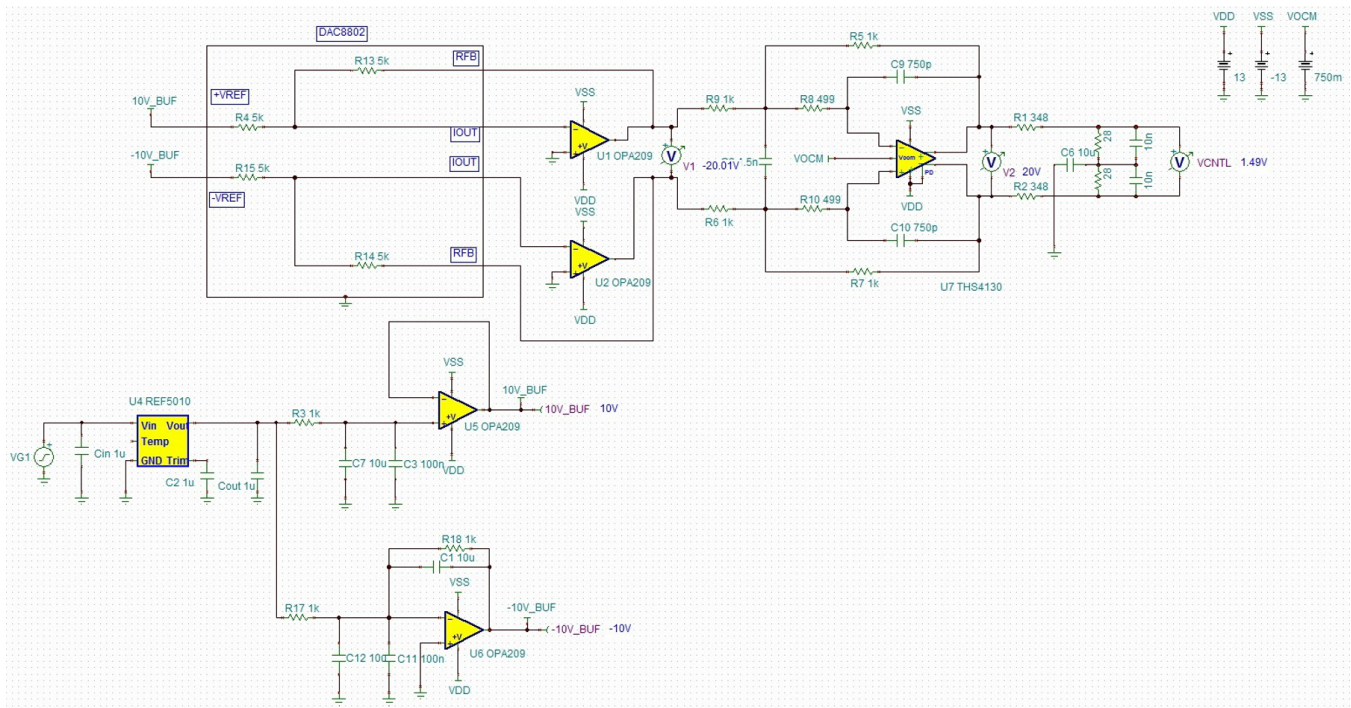 DAC8802
VDD VSS VOCM
13 -13 750m
R5 1k
C9 750p
R13 5k
RFB
+VREF
10V_BUF
R4 5k
IOUT
VSS
+V
U1 OPA209
VDD
-10V_BUF
R15 5k
IOUT
-VREF
R14 5k
RFB
VSS
+V
U2 OPA209
VDD
R9 1k
R8 499
V
V1 -20.01V
.5n
VOCM
R6 1k
R10 499
VSS
Vocm
PD
VDD
C10 750p
R7 1k
U7 THS4130
V
V2 20V
R1 348
R2 348
C6 10u
28
28
10n
10n
V
VCNTL 1.49V
U4 REF5010
Vin Vout
Temp
GND Trim
VG1
Cin 1u
C2 1u
Cout 1u
R3 1k
C7 10u
C3 100n
VSS
+V
U5 OPA209
VDD
10V_BUF
10V_BUF 10V
R18 1k
C1 10u
VSS
R17 1k
+V
U6 OPA209
VDD
C12 10u
C11 100n
-10V_BUF
-10V_BUF -10V